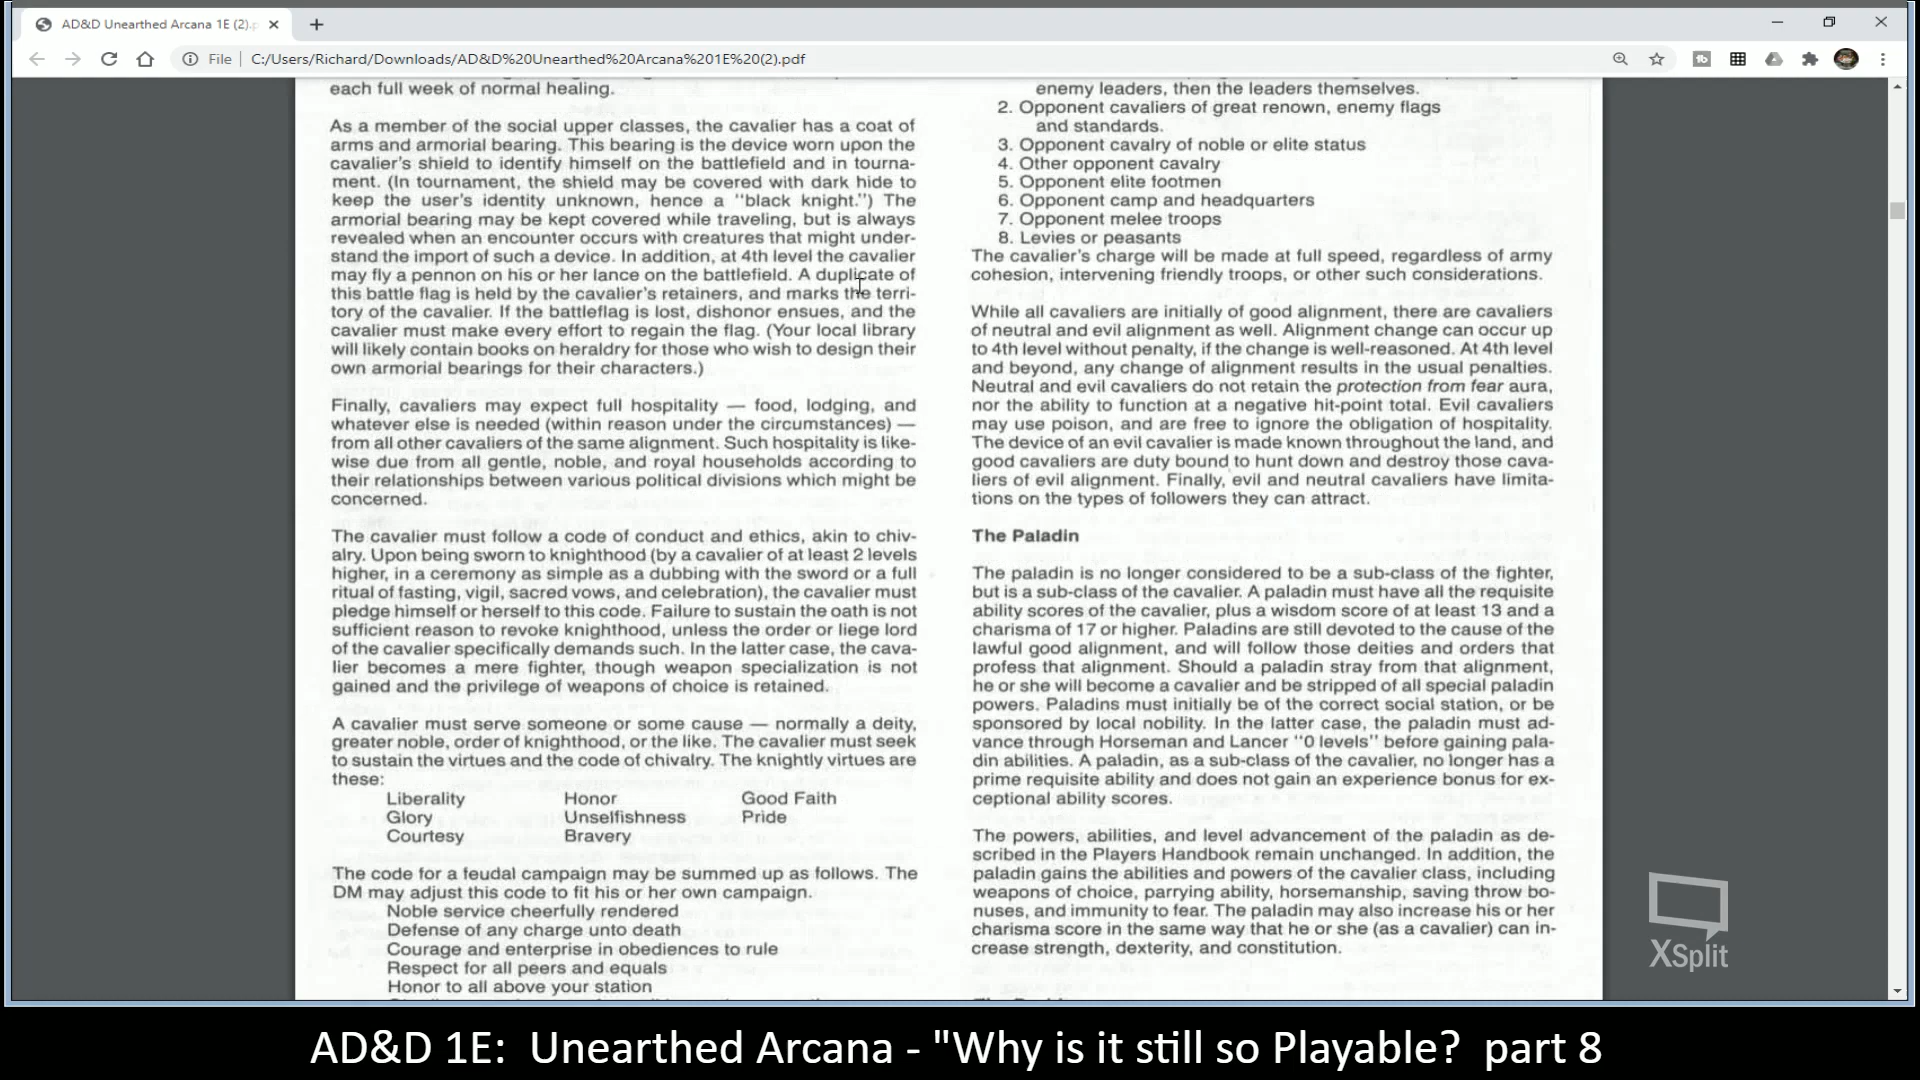 AD&D Unearthed Arcana 1E (2).p
File
C:/Users/Richard/Downloads/AD&D%20Unearthed%20Arcana%201E%20(2).pdf
each full week of normal healing.
As a member of the social upper classes, the cavalier has a coat of
arms and armorial bearing. This bearing is the device worn upon the
cavalier's shield to identify himself on the battlefield and in tourna-
ment. (In tournament, the shield may be covered with dark hide to
keep the user's identity unknown, hence a "black knight.") The
armorial bearing may be kept covered while traveling, but is always
revealed when an encounter occurs with creatures that might under-
stand the import of such a device. In addition, at 4th level the cavalier
may fly a pennon on his or her lance on the battlefield. A duplicate of
this battle flag is held by the cavalier's retainers, and marks the terri-
tory of the cavalier. If the battleflag is lost, dishonor ensues, and the
cavalier must make every effort to regain the flag. (Your local library
will likely contain books on heraldry for those who wish to design their
own armorial bearings for their characters.)
Finally, cavaliers may expect full hospitality — food, lodging, and
whatever else is needed (within reason under the circumstances) —
from all other cavaliers of the same alignment. Such hospitality is like-
wise due from all gentle, noble, and royal households according to
their relationships between various political divisions which might be
concerned.
The cavalier must follow a code of conduct and ethics, akin to chiv-
alry. Upon being sworn to knighthood (by a cavalier of at least 2 levels
higher, in a ceremony as simple as a dubbing with the sword or a full
ritual of fasting, vigil, sacred vows, and celebration), the cavalier must
pledge himself or herself to this code. Failure to sustain the oath is not
sufficient reason to revoke knighthood, unless the order or liege lord
of the cavalier specifically demands such. In the latter case, the cava-
lier becomes a mere fighter, though weapon specialization is not
gained and the privilege of weapons of choice is retained.
A cavalier must serve someone or some cause — normally a deity,
greater noble, order of knighthood, or the like. The cavalier must seek
to sustain the virtues and the code of chivalry. The knightly virtues are
these:
Liberality Honor Good Faith
Glory Unselfishness Pride
Courtesy Bravery
The code for a feudal campaign may be summed up as follows. The
DM may adjust this code to fit his or her own campaign.
Noble service cheerfully rendered
Defense of any charge unto death
Courage and enterprise in obediences to rule
Respect for all peers and equals
Honor to all above your station
enemy leaders, then the leaders themselves.
2. Opponent cavaliers of great renown, enemy flags
and standards.
3. Opponent cavalry of noble or elite status
4. Other opponent cavalry
5. Opponent elite footmen
6. Opponent camp and headquarters
7. Opponent melee troops
8. Levies or peasants
The cavalier's charge will be made at full speed, regardless of army
cohesion, intervening friendly troops, or other such considerations.
While all cavaliers are initially of good alignment, there are cavaliers
of neutral and evil alignment as well. Alignment change can occur up
to 4th level without penalty, if the change is well-reasoned. At 4th level
and beyond, any change of alignment results in the usual penalties.
Neutral and evil cavaliers do not retain the protection from fear aura,
nor the ability to function at a negative hit-point total. Evil cavaliers
may use poison, and are free to ignore the obligation of hospitality.
The device of an evil cavalier is made known throughout the land, and
good cavaliers are duty bound to hunt down and destroy those cava-
liers of evil alignment. Finally, evil and neutral cavaliers have limita-
tions on the types of followers they can attract.
The Paladin
The paladin is no longer considered to be a sub-class of the fighter,
but is a sub-class of the cavalier. A paladin must have all the requisite
ability scores of the cavalier, plus a wisdom score of at least 13 and a
charisma of 17 or higher. Paladins are still devoted to the cause of the
lawful good alignment, and will follow those deities and orders that
profess that alignment. Should a paladin stray from that alignment,
he or she will become a cavalier and be stripped of all special paladin
powers. Paladins must initially be of the correct social station, or be
sponsored by local nobility. In the latter case, the paladin must ad-
vance through Horseman and Lancer "0 levels" before gaining pala-
din abilities. A paladin, as a sub-class of the cavalier, no longer has a
prime requisite ability and does not gain an experience bonus for ex-
ceptional ability scores.
The powers, abilities, and level advancement of the paladin as de-
scribed in the Players Handbook remain unchanged. In addition, the
paladin gains the abilities and powers of the cavalier class, including
weapons of choice, parrying ability, horsemanship, saving throw bo-
nuses, and immunity to fear. The paladin may also increase his or her
charisma score in the same way that he or she (as a cavalier) can in-
crease strength, dexterity, and constitution.
XSplit
AD&D 1E: Unearthed Arcana - "Why is it still so Playable? part 8